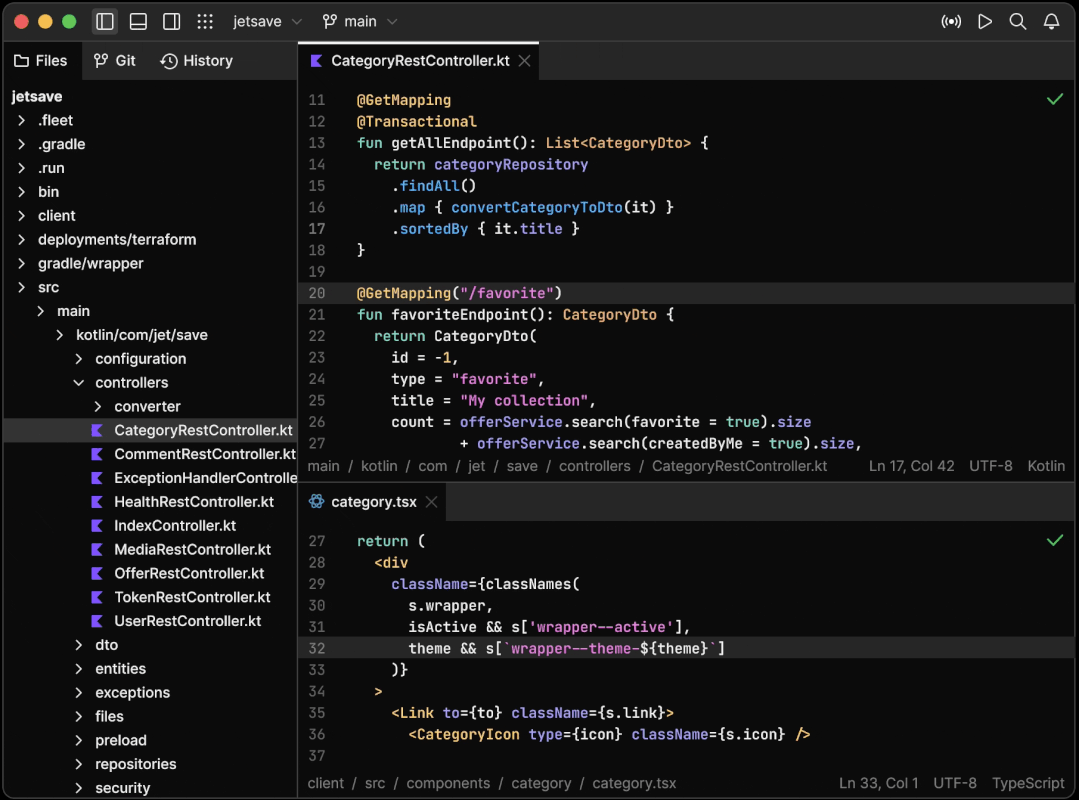 jetsave main
Files Git History
jetsave
.fleet
.gradle
.run
bin
client
deployments/terraform
gradle/wrapper
src
main
kotlin/com/jet/save
configuration
controllers
converter
CategoryRestController.kt
CommentRestController.kt
ExceptionHandlerControlle
HealthRestController.kt
IndexController.kt
MediaRestController.kt
OfferRestController.kt
TokenRestController.kt
UserRestController.kt
dto
entities
exceptions
files
preload
repositories
security
CategoryRestController.kt
11 @GetMapping
12 @Transactional
13 fun getAllEndpoint(): List<CategoryDto> {
14 return categoryRepository
15 .findAll()
16 .map { convertCategoryToDto(it) }
17 .sortedBy { it.title }
18 }
19
20 @GetMapping("/favorite")
21 fun favoriteEndpoint(): CategoryDto {
22 return CategoryDto(
23 id = -1,
24 type = "favorite",
25 title = "My collection",
26 count = offerService.search(favorite = true).size
27 + offerService.search(createdByMe = true).size,
main / kotlin / com / jet / save / controllers / CategoryRestController.kt Ln 17, Col 42 UTF-8 Kotlin
category.tsx
27 return (
28 <div
29 className={classNames(
30 s.wrapper,
31 isActive && s['wrapper--active'],
32 theme && s[`wrapper--theme-${theme}`]
33 )}
34 >
35 <Link to={to} className={s.link}>
36 <CategoryIcon type={icon} className={s.icon} />
37
client / src / components / category / category.tsx Ln 33, Col 1 UTF-8 TypeScript